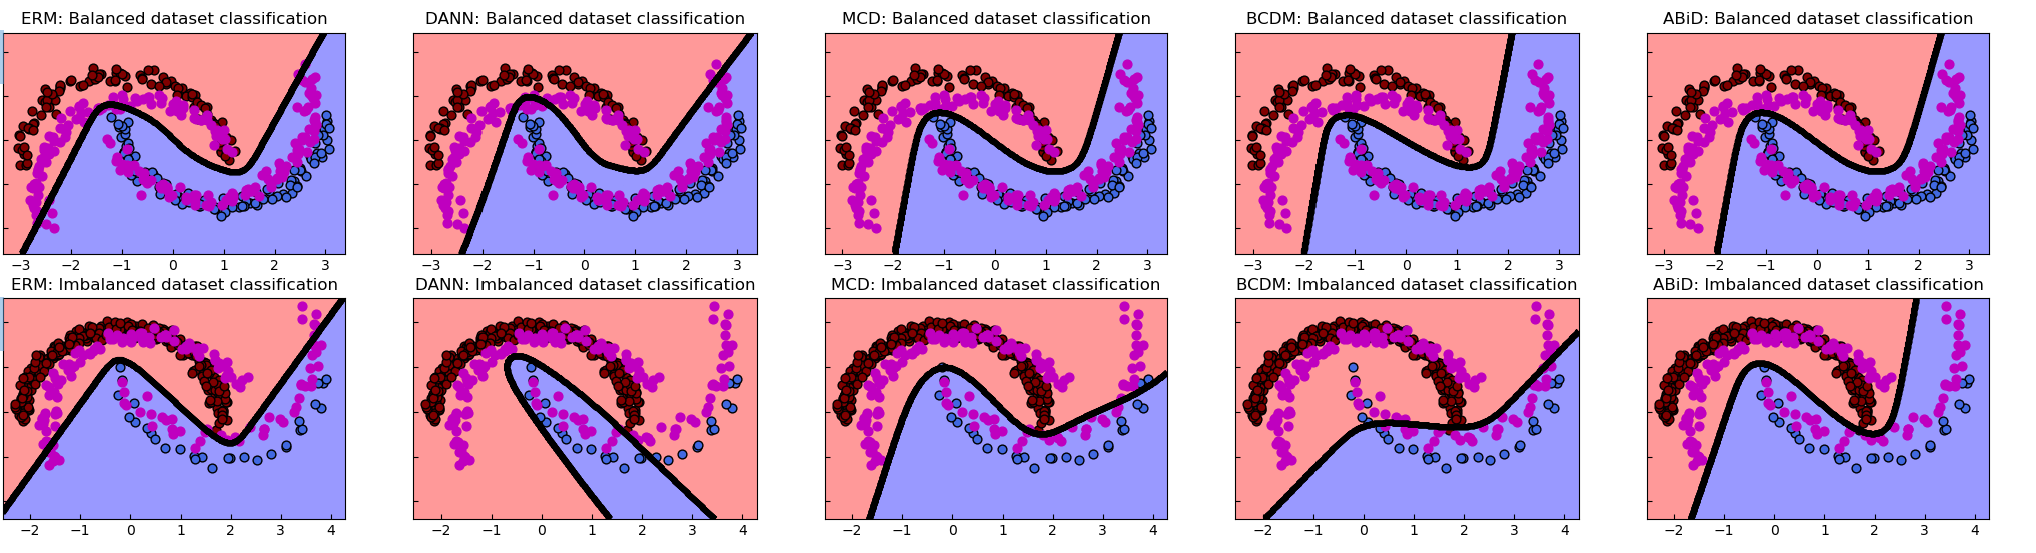 ERM: Balanced dataset classification
DANN: Balanced dataset classification
MCD: Balanced dataset classification
BCDM: Balanced dataset classification
ABiD: Balanced dataset classification
−3 −2 −1 0 1 2 3
−3 −2 −1 0 1 2 3
−3 −2 −1 0 1 2 3
−3 −2 −1 0 1 2 3
−3 −2 −1 0 1 2 3
ERM: Imbalanced dataset classification
DANN: Imbalanced dataset classification
MCD: Imbalanced dataset classification
BCDM: Imbalanced dataset classification
ABiD: Imbalanced dataset classification
−2 −1 0 1 2 3 4
−2 −1 0 1 2 3 4
−2 −1 0 1 2 3 4
−2 −1 0 1 2 3 4
−2 −1 0 1 2 3 4